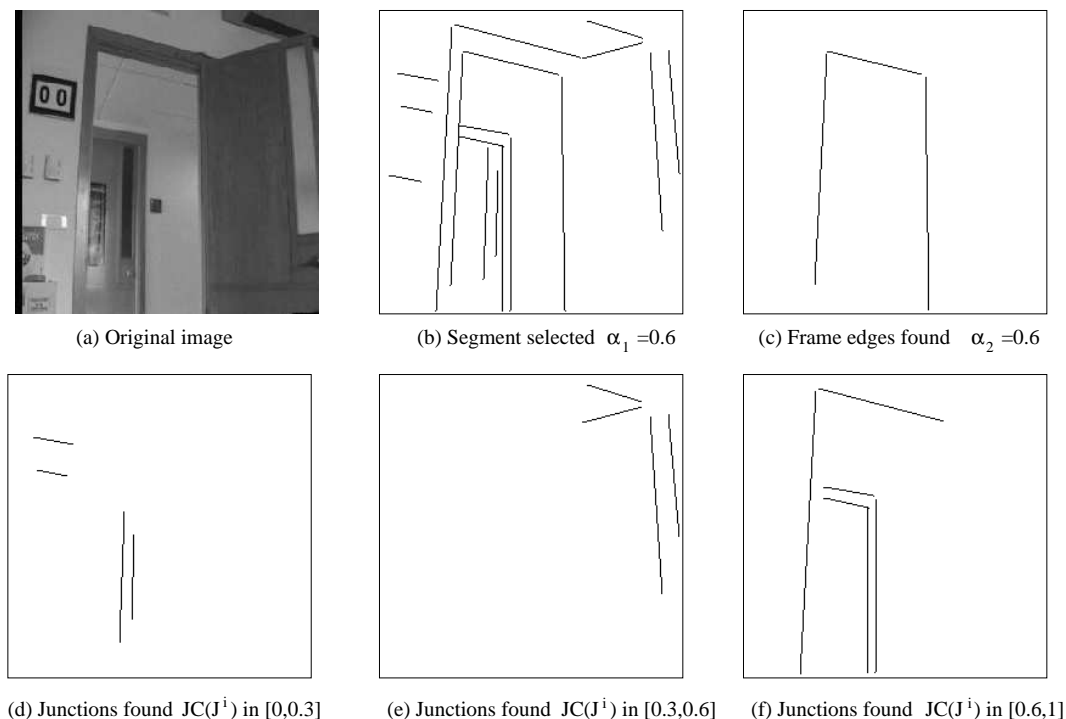 00
(a) Original image
(b) Segment selected α₁ =0.6
(c) Frame edges found α₂ =0.6
(d) Junctions found JC(Jⁱ) in [0,0.3]
(e) Junctions found JC(Jⁱ) in [0.3,0.6]
(f) Junctions found JC(Jⁱ) in [0.6,1]